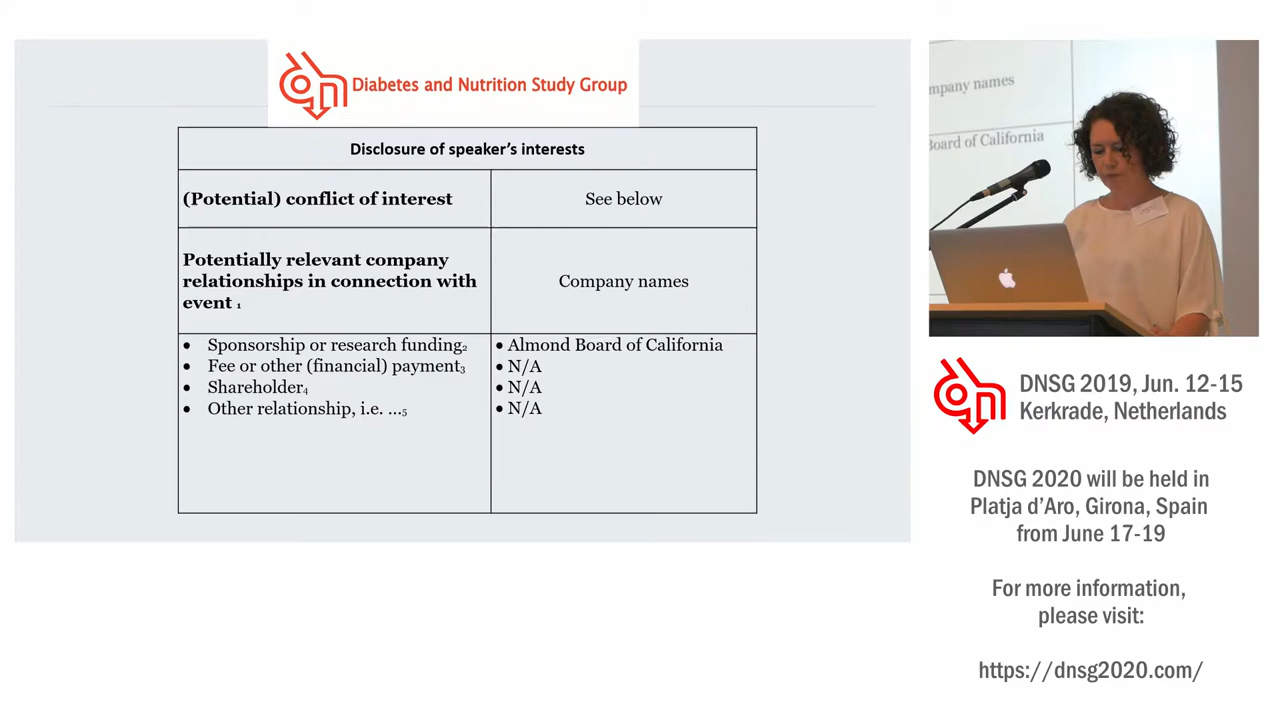 Diabetes and Nutrition Study Group
Disclosure of speaker's interests
(Potential) conflict of interest
See below
Potentially relevant company
relationships in connection with
event 1
Company names
• Sponsorship or research funding2
• Almond Board of California
• Fee or other (financial) payment3
• N/A
• Shareholder4
• N/A
• Other relationship, i.e. ...5
• N/A
mpany names
Board of California
DNSG 2019, Jun. 12-15
Kerkrade, Netherlands
DNSG 2020 will be held in
Platja d'Aro, Girona, Spain
from June 17-19
For more information,
please visit:
https://dnsg2020.com/